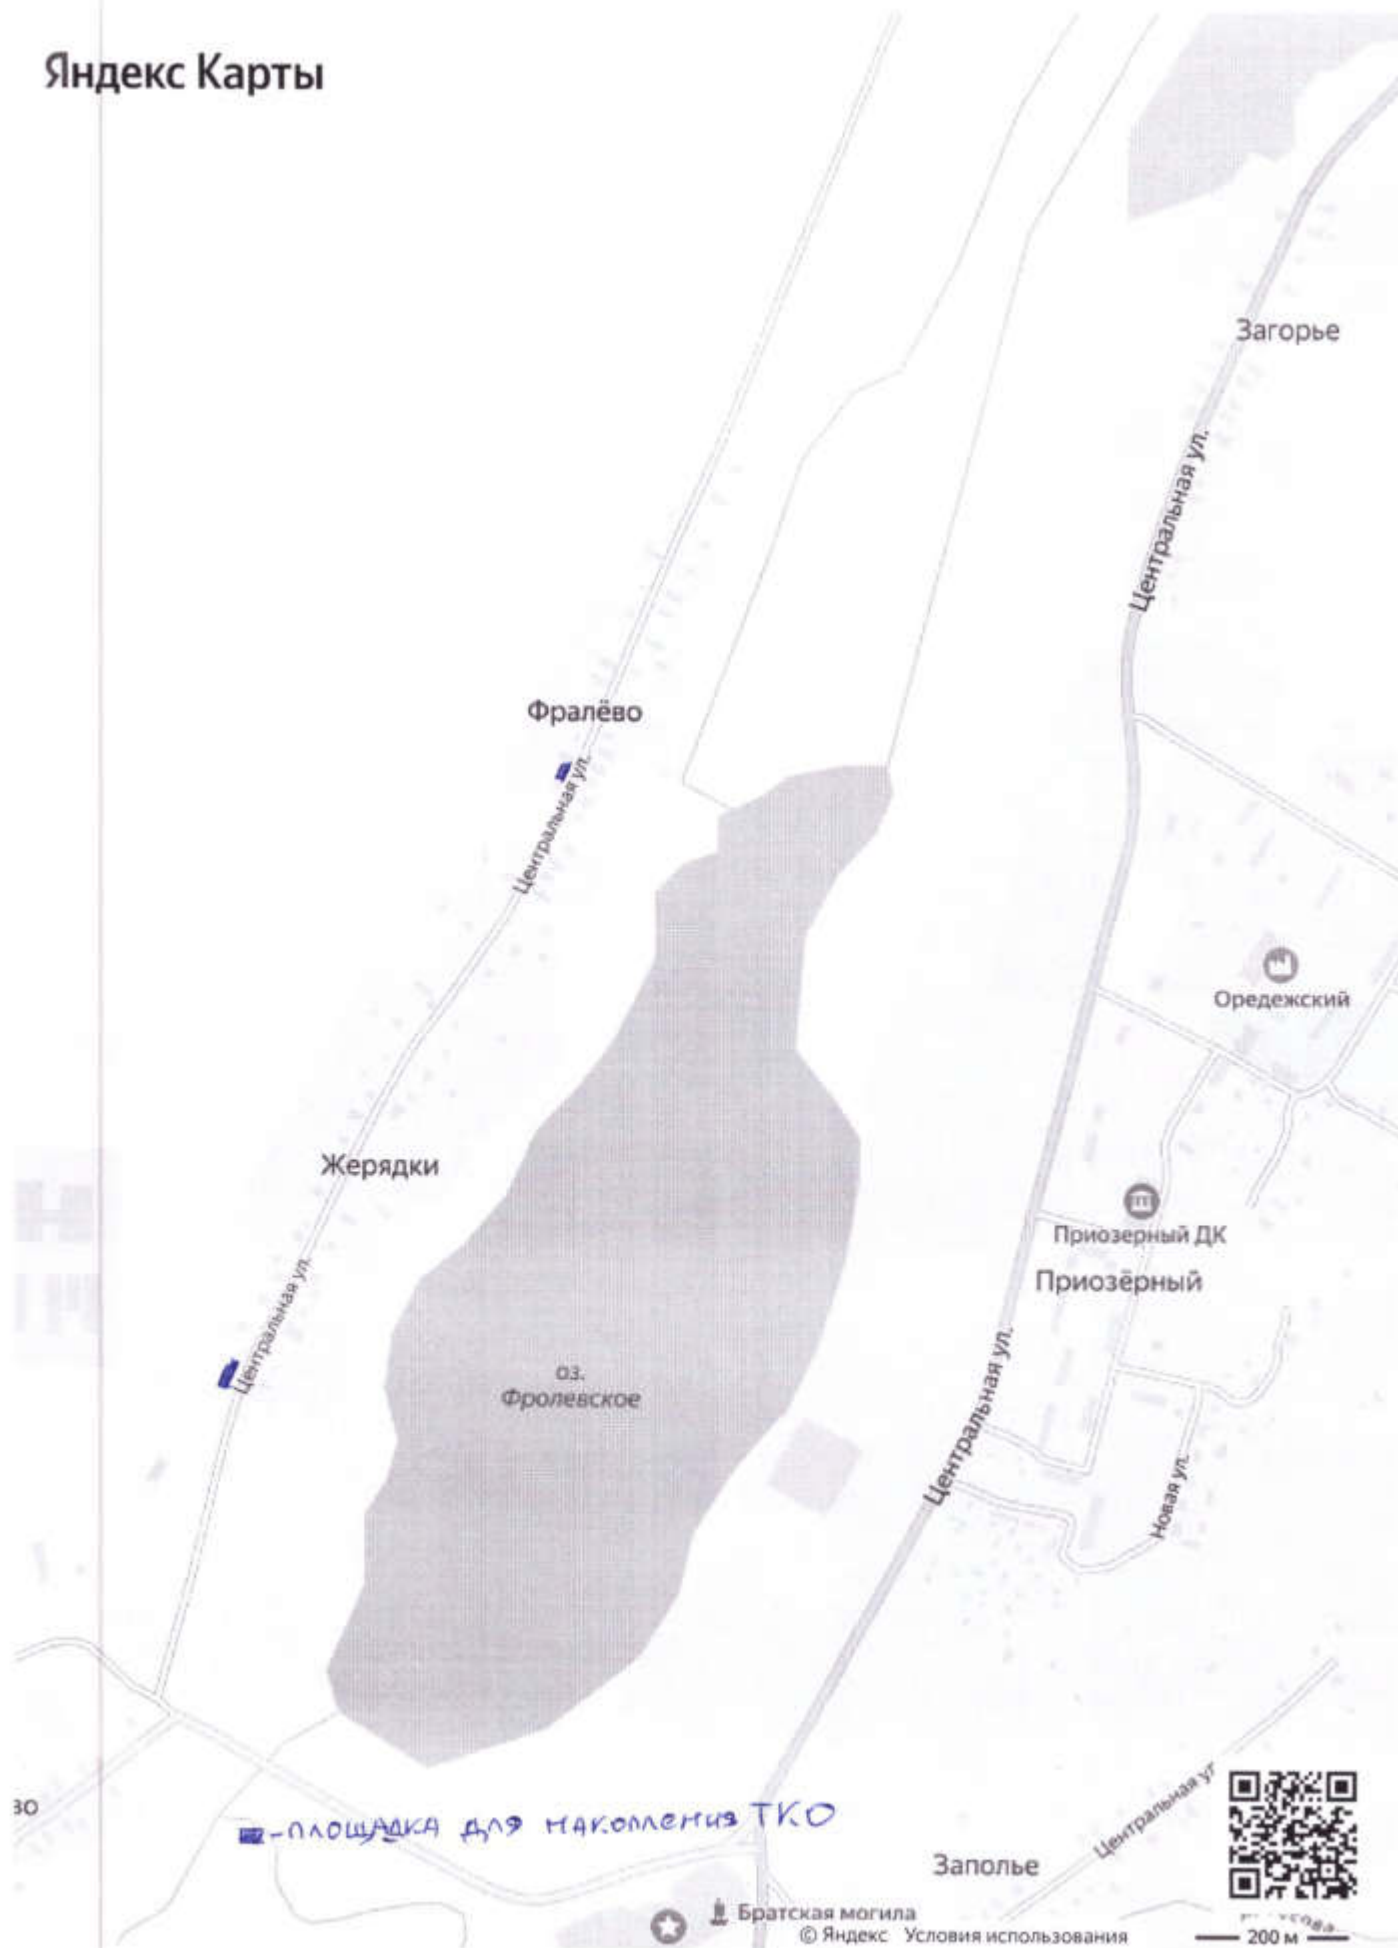 Яндекс Карты
Загорье
Центральная ул.
Фралёво
Центральная ул.
Оредежский
Жерядки
Приозерный ДК
Приозёрный
Центральная ул.
оз.
Фролевское
Центральная ул.
Новая ул.
во
-ПЛОЩАДКА ДЛЯ НАКОПЛЕНИЯ ТКО
Центральная ул
Заполье
Братская могила
© Яндекс Условия использования
200 м